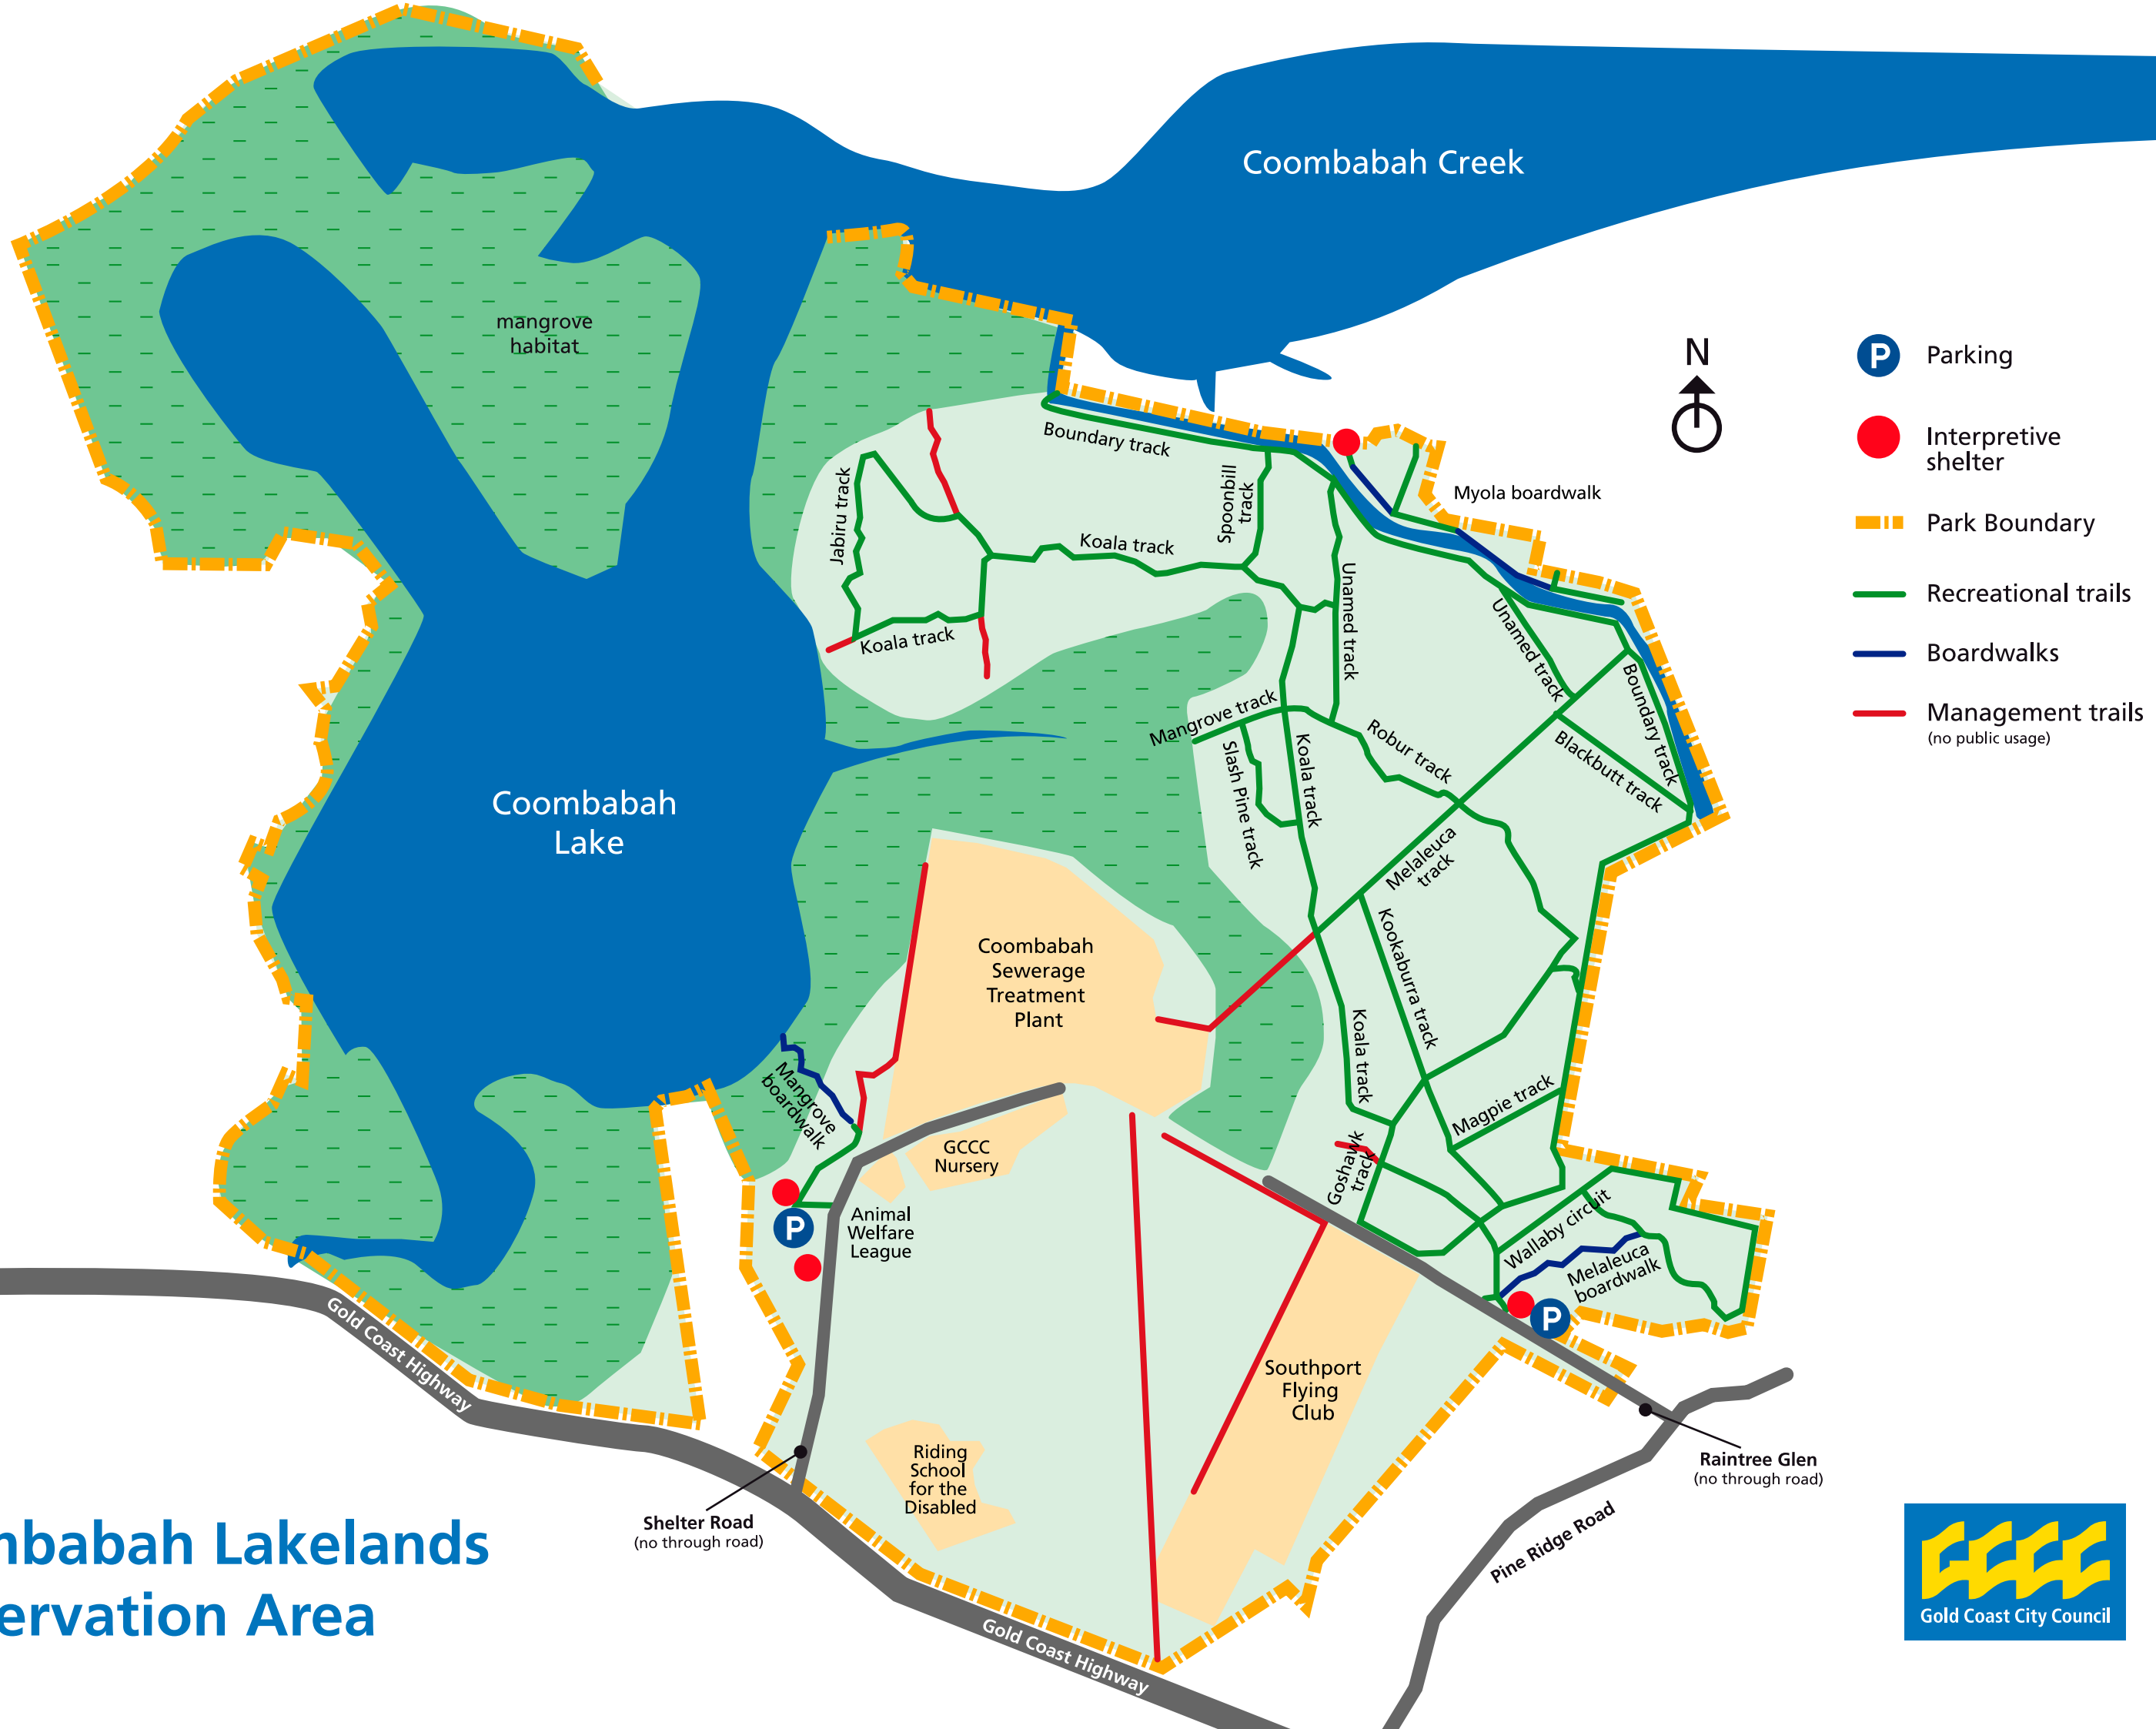 Coombabah Creek
mangrove
habitat
N
P
Parking
Interpretive
shelter
Park Boundary
Recreational trails
Boardwalks
Management trails
(no public usage)
Boundary track
Myola boardwalk
Jabiru track
Spoonbill
track
Koala track
Koala track
Unamed track
Unamed track
Boundary track
Mangrove track
Robur track
Blackbutt track
Slash Pine track
Koala track
Coombabah
Lake
Melaleuca
track
Kookaburra track
Coombabah
Sewerage
Treatment
Plant
Koala track
Mangrove
boardwalk
Magpie track
GCCC
Nursery
Goshawk
track
P
Animal
Welfare
League
Wallaby circuit
Melaleuca
boardwalk
P
Gold Coast Highway
Southport
Flying
Club
Riding
School
for the
Disabled
Raintree Glen
(no through road)
Shelter Road
(no through road)
Pine Ridge Road
Gold Coast Highway
nbabah Lakelands
ervation Area
Gold Coast City Council